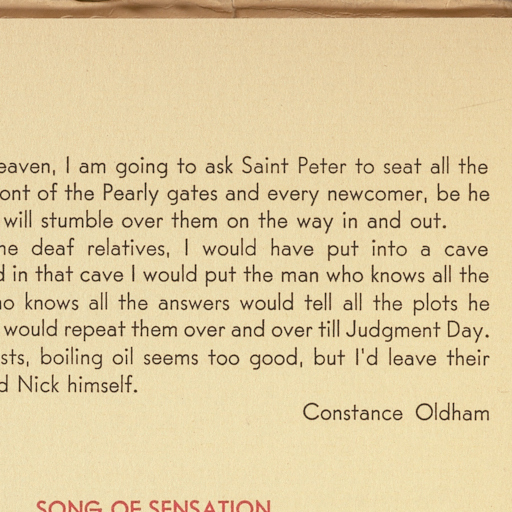 eaven, I am going to ask Saint Peter to seat all the
ont of the Pearly gates and every newcomer, be he
will stumble over them on the way in and out.
he deaf relatives, I would have put into a cave
d in that cave I would put the man who knows all the
ho knows all the answers would tell all the plots he
would repeat them over and over till Judgment Day.
sts, boiling oil seems too good, but I'd leave their
d Nick himself.
Constance Oldham
SONG OF SENSATION